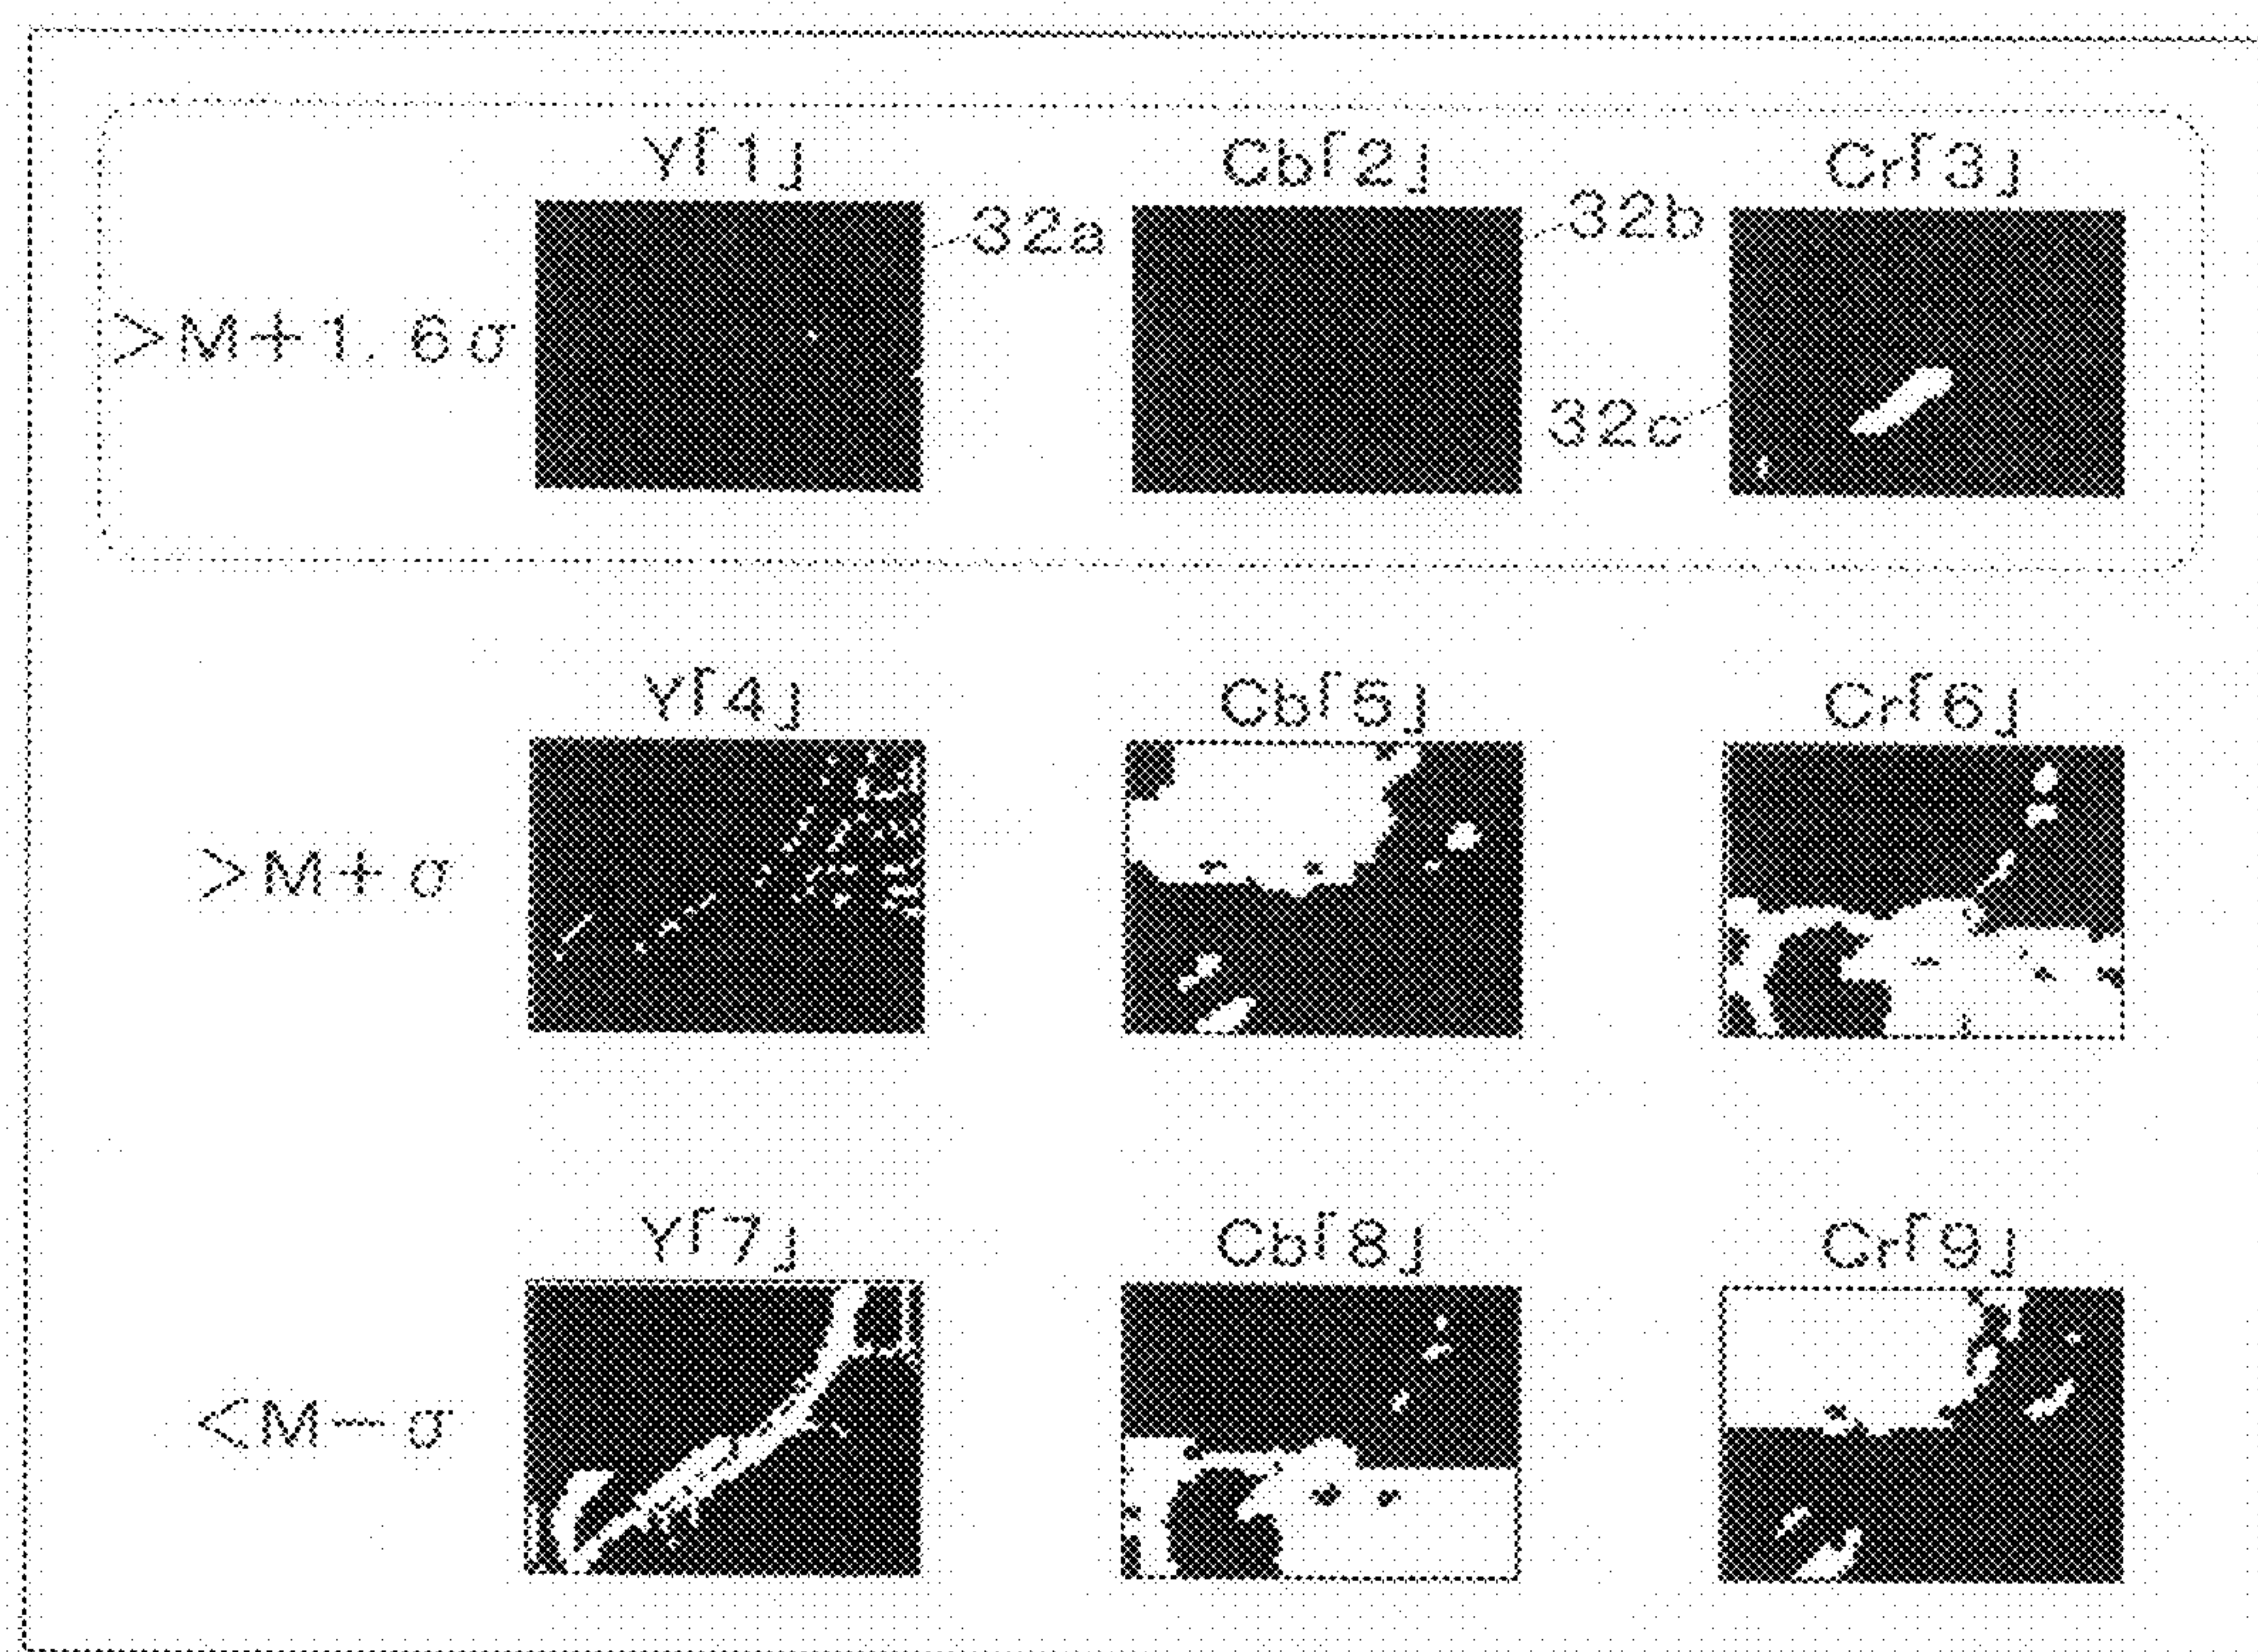 Y「1」 Cb「2」 Cr「3」
32a 32b
>M+1.6σ
32c
Y「4」 Cb「5」 Cr「6」
>M+σ
Y「7」 Cb「8」 Cr「9」
<M−σ